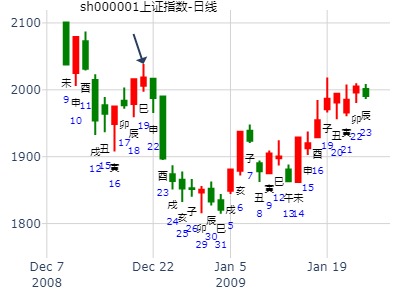 sh000001上证指数-日线
2100
2000
1900
1800
未
9
申
10
酉
11
戌
12
丑
15
寅
16
卯
17
辰
18
巳
19
申
22
酉
23
戌
24
亥
25
子
26
卯
29
辰
30
巳
31
戌
5
亥
6
子
7
丑
8
寅
9
巳
12
午
13
未
14
申
15
酉
16
子
19
丑
20
寅
21
卯
22
辰
23
Dec 7
2008
Dec 22
Jan 5
2009
Jan 19